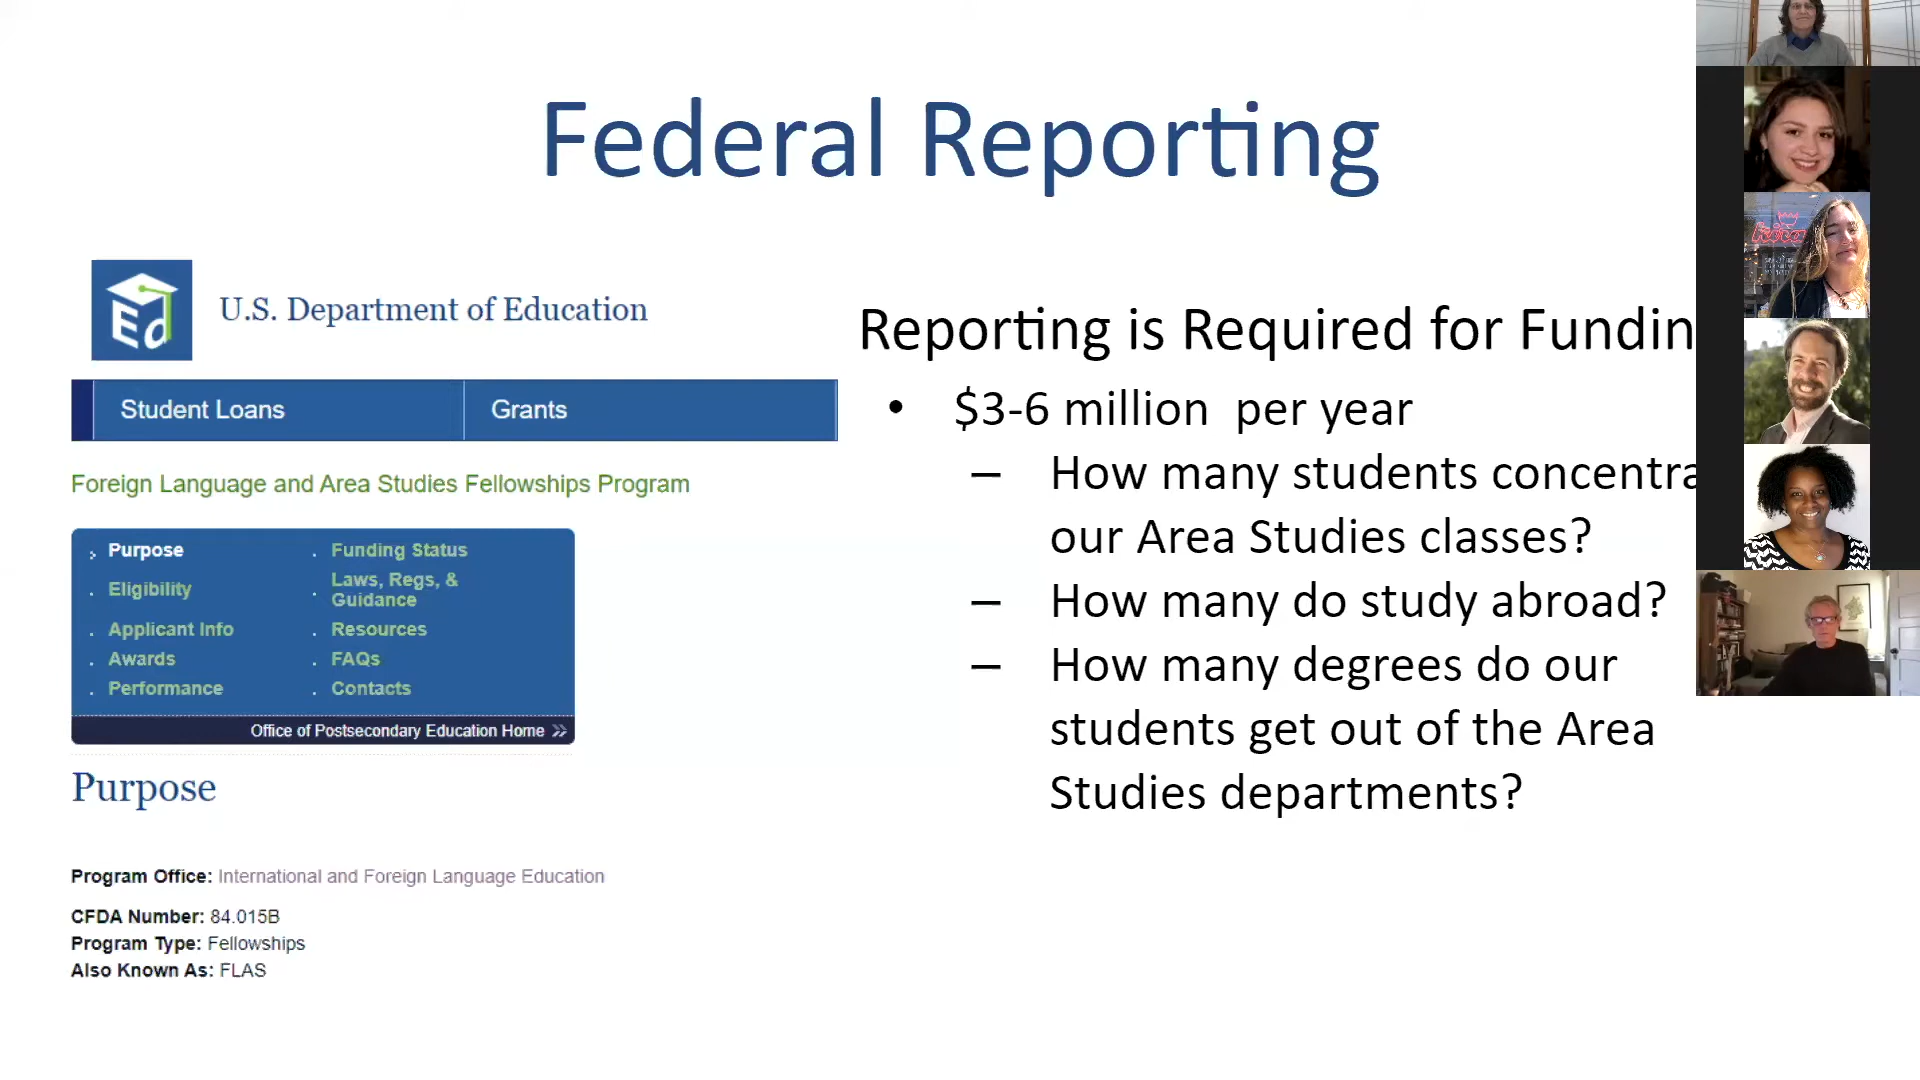 Federal Reporting
Ed
U.S. Department of Education
Student Loans
Grants
Foreign Language and Area Studies Fellowships Program
Purpose
Eligibility
Applicant Info
Awards
Performance
Funding Status
Laws, Regs, &
Guidance
Resources
FAQs
Contacts
Office of Postsecondary Education Home
Purpose
Program Office: International and Foreign Language Education
CFDA Number: 84.015B
Program Type: Fellowships
Also Known As: FLAS
Reporting is Required for Fundin
• $3-6 million per year
– How many students concentra
our Area Studies classes?
– How many do study abroad?
– How many degrees do our
students get out of the Area
Studies departments?